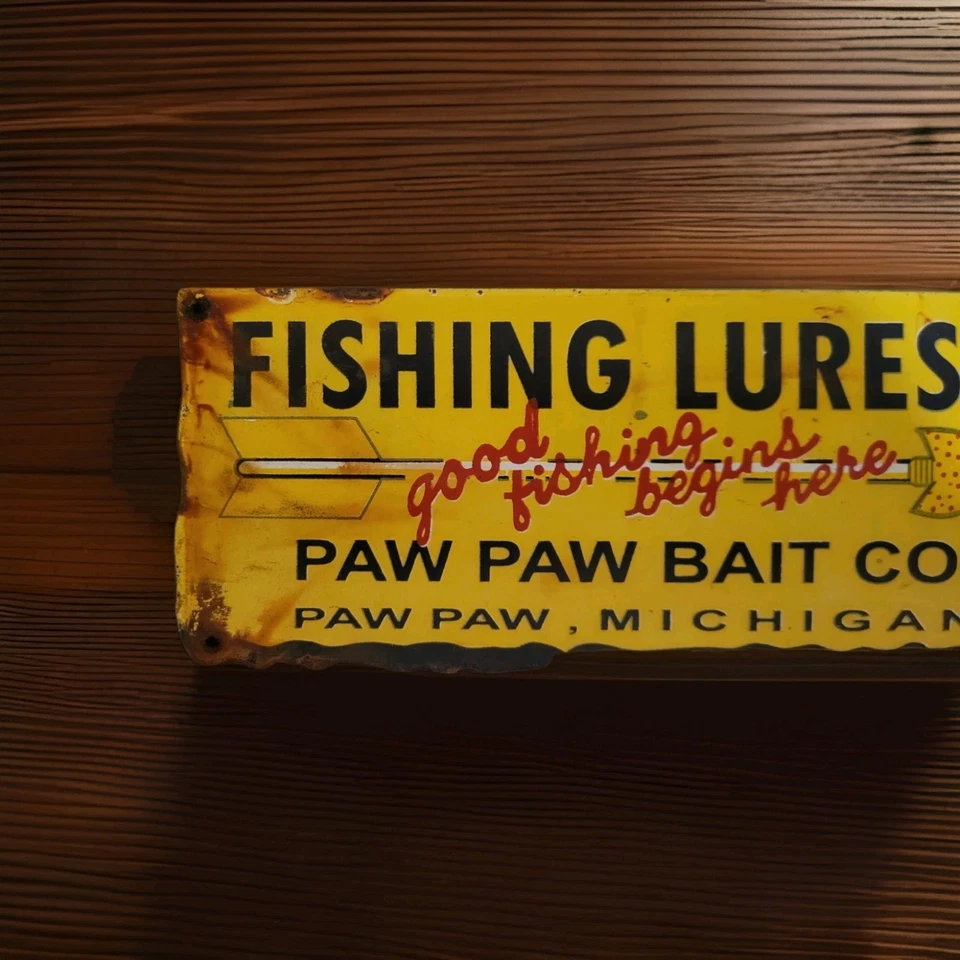 FISHING LURES
good fishing begins here
PAW PAW BAIT CO
PAW PAW, MICHIGAN